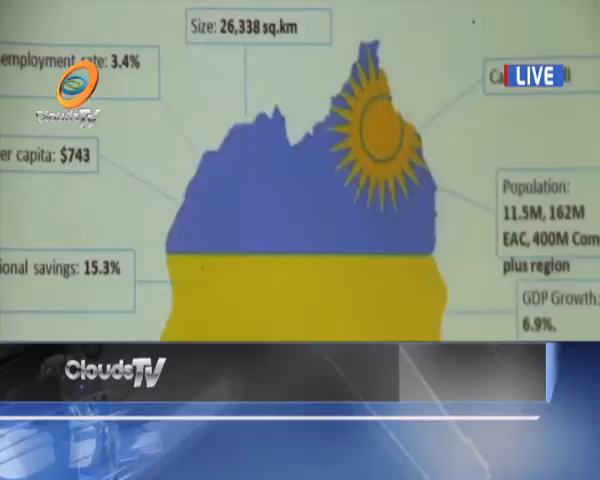 Size: 26,338 sq.km
employment rate: 3.4%
CloudsTV
LIVE
er capita: $743
Population:
11.5M, 162M
EAC, 400M Com
plus region
ional savings: 15.3%
GDP Growth:
6.9%.
CloudsTV